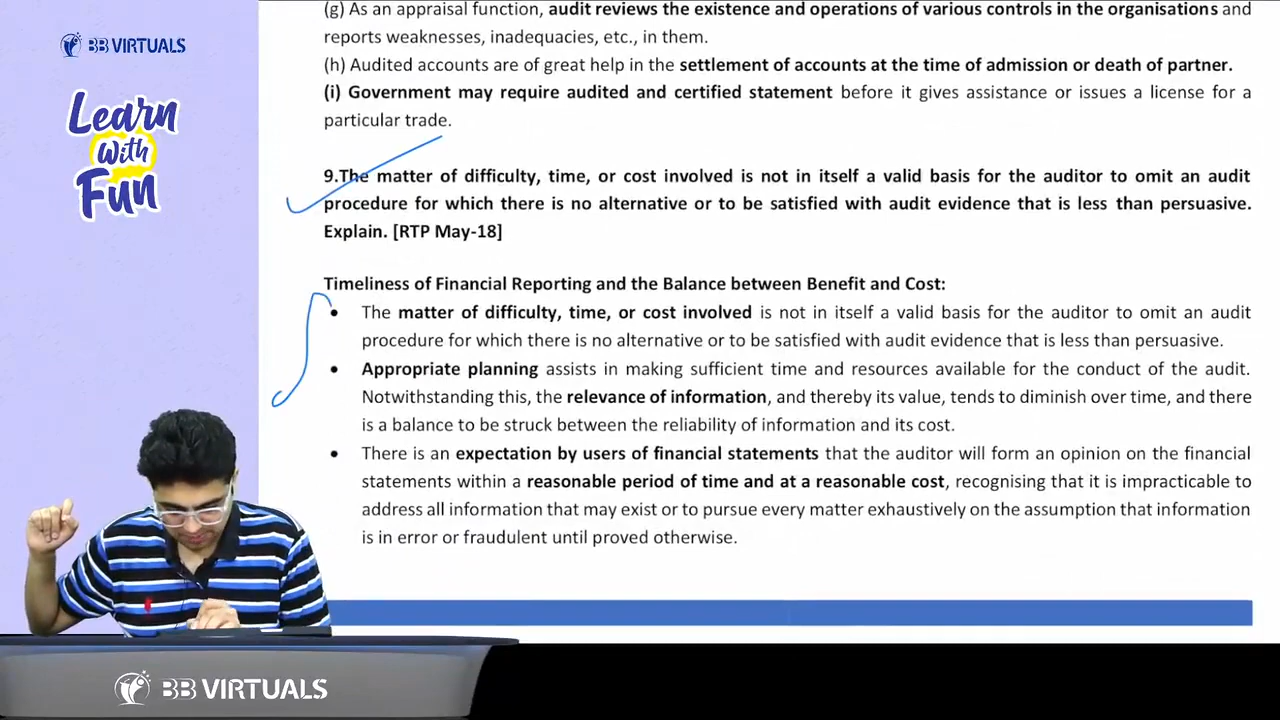 BB VIRTUALS
Learn
with
Fun
(g) As an appraisal function, audit reviews the existence and operations of various controls in the organisations and
reports weaknesses, inadequacies, etc., in them.
(h) Audited accounts are of great help in the settlement of accounts at the time of admission or death of partner.
(i) Government may require audited and certified statement before it gives assistance or issues a license for a
particular trade.
9.The matter of difficulty, time, or cost involved is not in itself a valid basis for the auditor to omit an audit
procedure for which there is no alternative or to be satisfied with audit evidence that is less than persuasive.
Explain. [RTP May-18]
Timeliness of Financial Reporting and the Balance between Benefit and Cost:
• The matter of difficulty, time, or cost involved is not in itself a valid basis for the auditor to omit an audit
procedure for which there is no alternative or to be satisfied with audit evidence that is less than persuasive.
• Appropriate planning assists in making sufficient time and resources available for the conduct of the audit.
Notwithstanding this, the relevance of information, and thereby its value, tends to diminish over time, and there
is a balance to be struck between the reliability of information and its cost.
• There is an expectation by users of financial statements that the auditor will form an opinion on the financial
statements within a reasonable period of time and at a reasonable cost, recognising that it is impracticable to
address all information that may exist or to pursue every matter exhaustively on the assumption that information
is in error or fraudulent until proved otherwise.
BB VIRTUALS